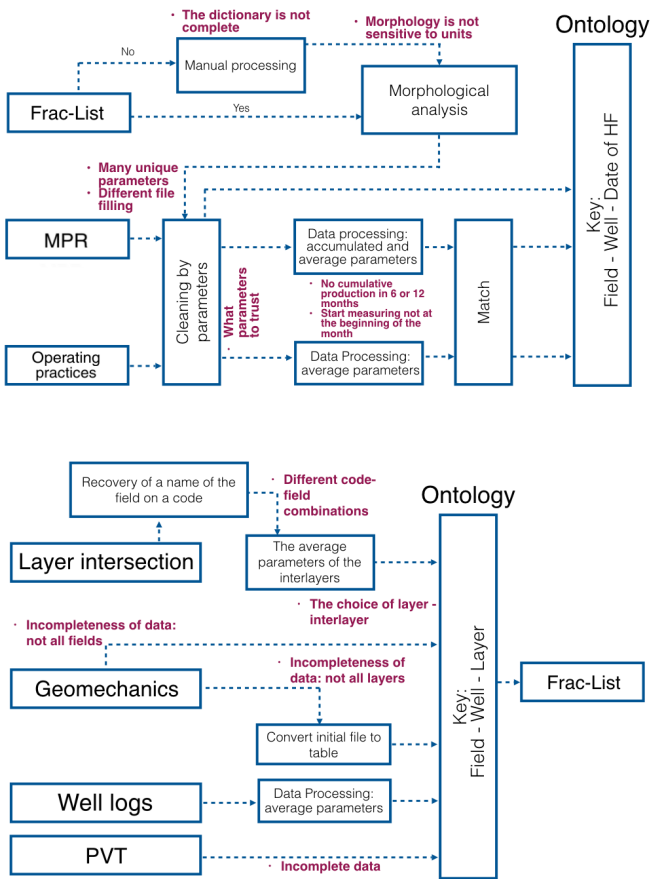 · The dictionary is not
complete
· Morphology is not
sensitive to units
Ontology
No
Manual processing
Frac-List
Yes
Morphological
analysis
· Many unique
parameters
· Different file
filling
MPR
Operating
practices
Cleaning by
parameters
· What
parameters
to trust
Data processing:
accumulated and
average parameters
· No cumulative
production in 6 or 12
months
· Start measuring not at
the beginning of the
month
Data Processing:
average parameters
Match
Key:
Field - Well - Date of HF
Recovery of a name of the
field on a code
· Different code-
field
combinations
Ontology
Layer intersection
The average
parameters of the
interlayers
· The choice of layer -
interlayer
· Incompleteness of data:
not all fields
Geomechanics
· Incompleteness of
data: not all layers
Convert initial file to
table
Well logs
Data Processing:
average parameters
PVT
· Incomplete data
Key:
Field - Well - Layer
Frac-List